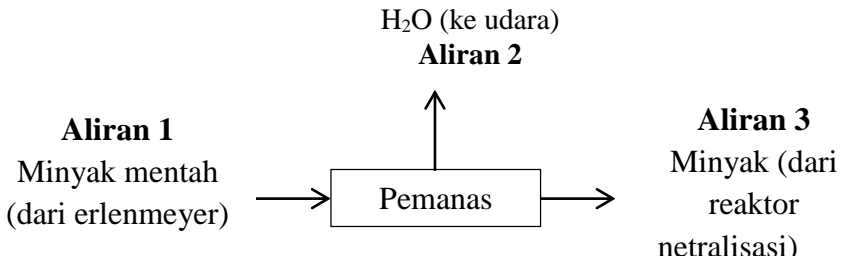 H₂O (ke udara)
Aliran 2
Aliran 1
Minyak mentah
(dari erlenmeyer)
Pemanas
Aliran 3
Minyak (dari
reaktor
netralisasi)